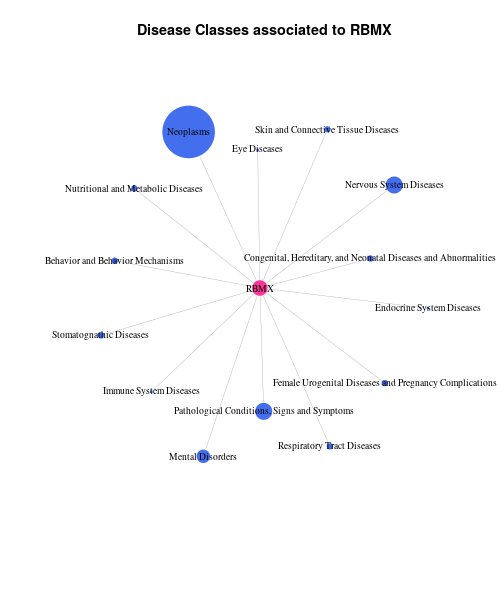 Disease Classes associated to RBMX
Neoplasms
Skin and Connective Tissue Diseases
Eye Diseases
Nervous System Diseases
Nutritional and Metabolic Diseases
Congenital, Hereditary, and Neonatal Diseases and Abnormalities
Behavior and Behavior Mechanisms
RBMX
Endocrine System Diseases
Stomatognathic Diseases
Female Urogenital Diseases and Pregnancy Complications
Immune System Diseases
Pathological Conditions, Signs and Symptoms
Respiratory Tract Diseases
Mental Disorders